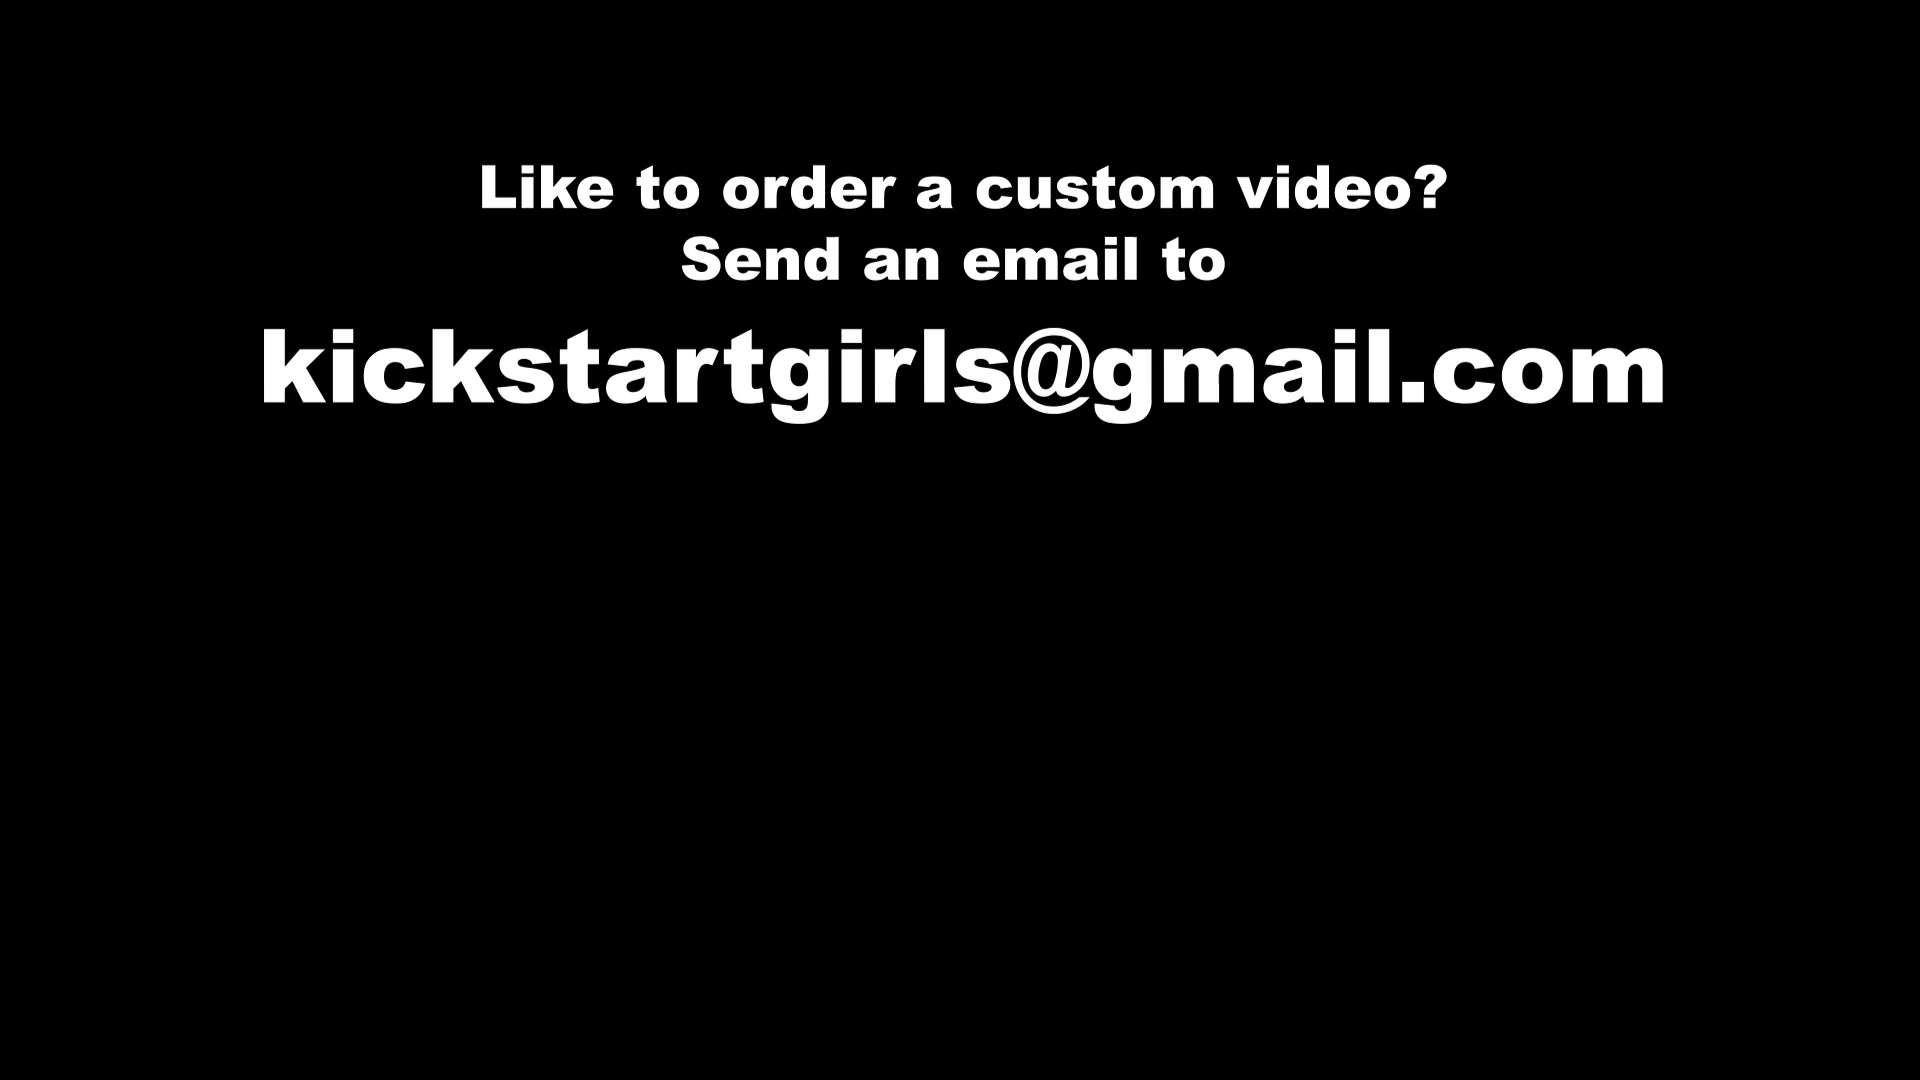 Like to order a custom video?
Send an email to
kickstartgirls@gmail.com